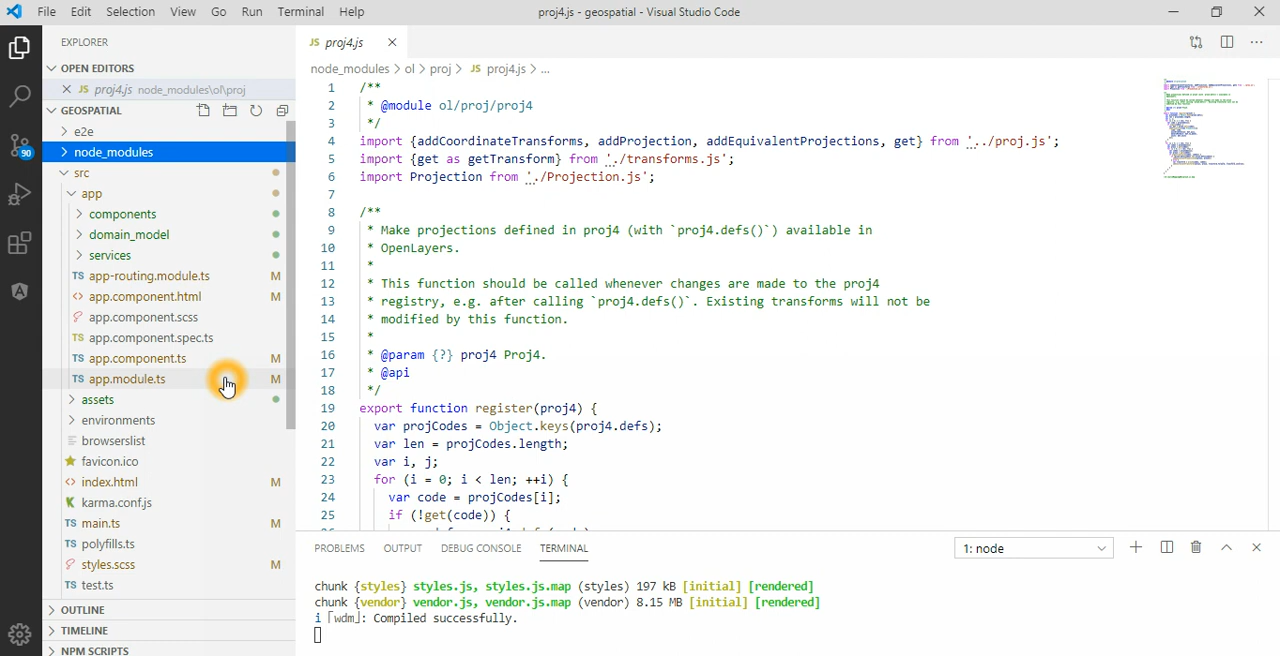 File Edit Selection View Go Run Terminal Help proj4.js - geospatial - Visual Studio Code
EXPLORER
OPEN EDITORS
JS proj4.js node_modules\ol\proj
GEOSPATIAL
e2e
node_modules
src
app
components
domain_model
services
TS app-routing.module.ts M
<> app.component.html M
app.component.scss
TS app.component.spec.ts
TS app.component.ts M
TS app.module.ts M
assets
environments
browserslist
favicon.ico
<> index.html M
karma.conf.js
TS main.ts M
TS polyfills.ts
styles.scss M
TS test.ts
OUTLINE
TIMELINE
NPM SCRIPTS
90
JS proj4.js
node_modules > ol > proj > JS proj4.js > ...
1 /**
2 * @module ol/proj/proj4
3 */
4 import {addCoordinateTransforms, addProjection, addEquivalentProjections, get} from '../proj.js';
5 import {get as getTransform} from './transforms.js';
6 import Projection from './Projection.js';
7
8 /**
9 * Make projections defined in proj4 (with `proj4.defs()`) available in
10 * OpenLayers.
11 *
12 * This function should be called whenever changes are made to the proj4
13 * registry, e.g. after calling `proj4.defs()`. Existing transforms will not be
14 * modified by this function.
15 *
16 * @param {?} proj4 Proj4.
17 * @api
18 */
19 export function register(proj4) {
20 var projCodes = Object.keys(proj4.defs);
21 var len = projCodes.length;
22 var i, j;
23 for (i = 0; i < len; ++i) {
24 var code = projCodes[i];
25 if (!get(code)) {
PROBLEMS OUTPUT DEBUG CONSOLE TERMINAL 1: node
chunk {styles} styles.js, styles.js.map (styles) 197 kB [initial] [rendered]
chunk {vendor} vendor.js, vendor.js.map (vendor) 8.15 MB [initial] [rendered]
i ｢wdm｣: Compiled successfully.